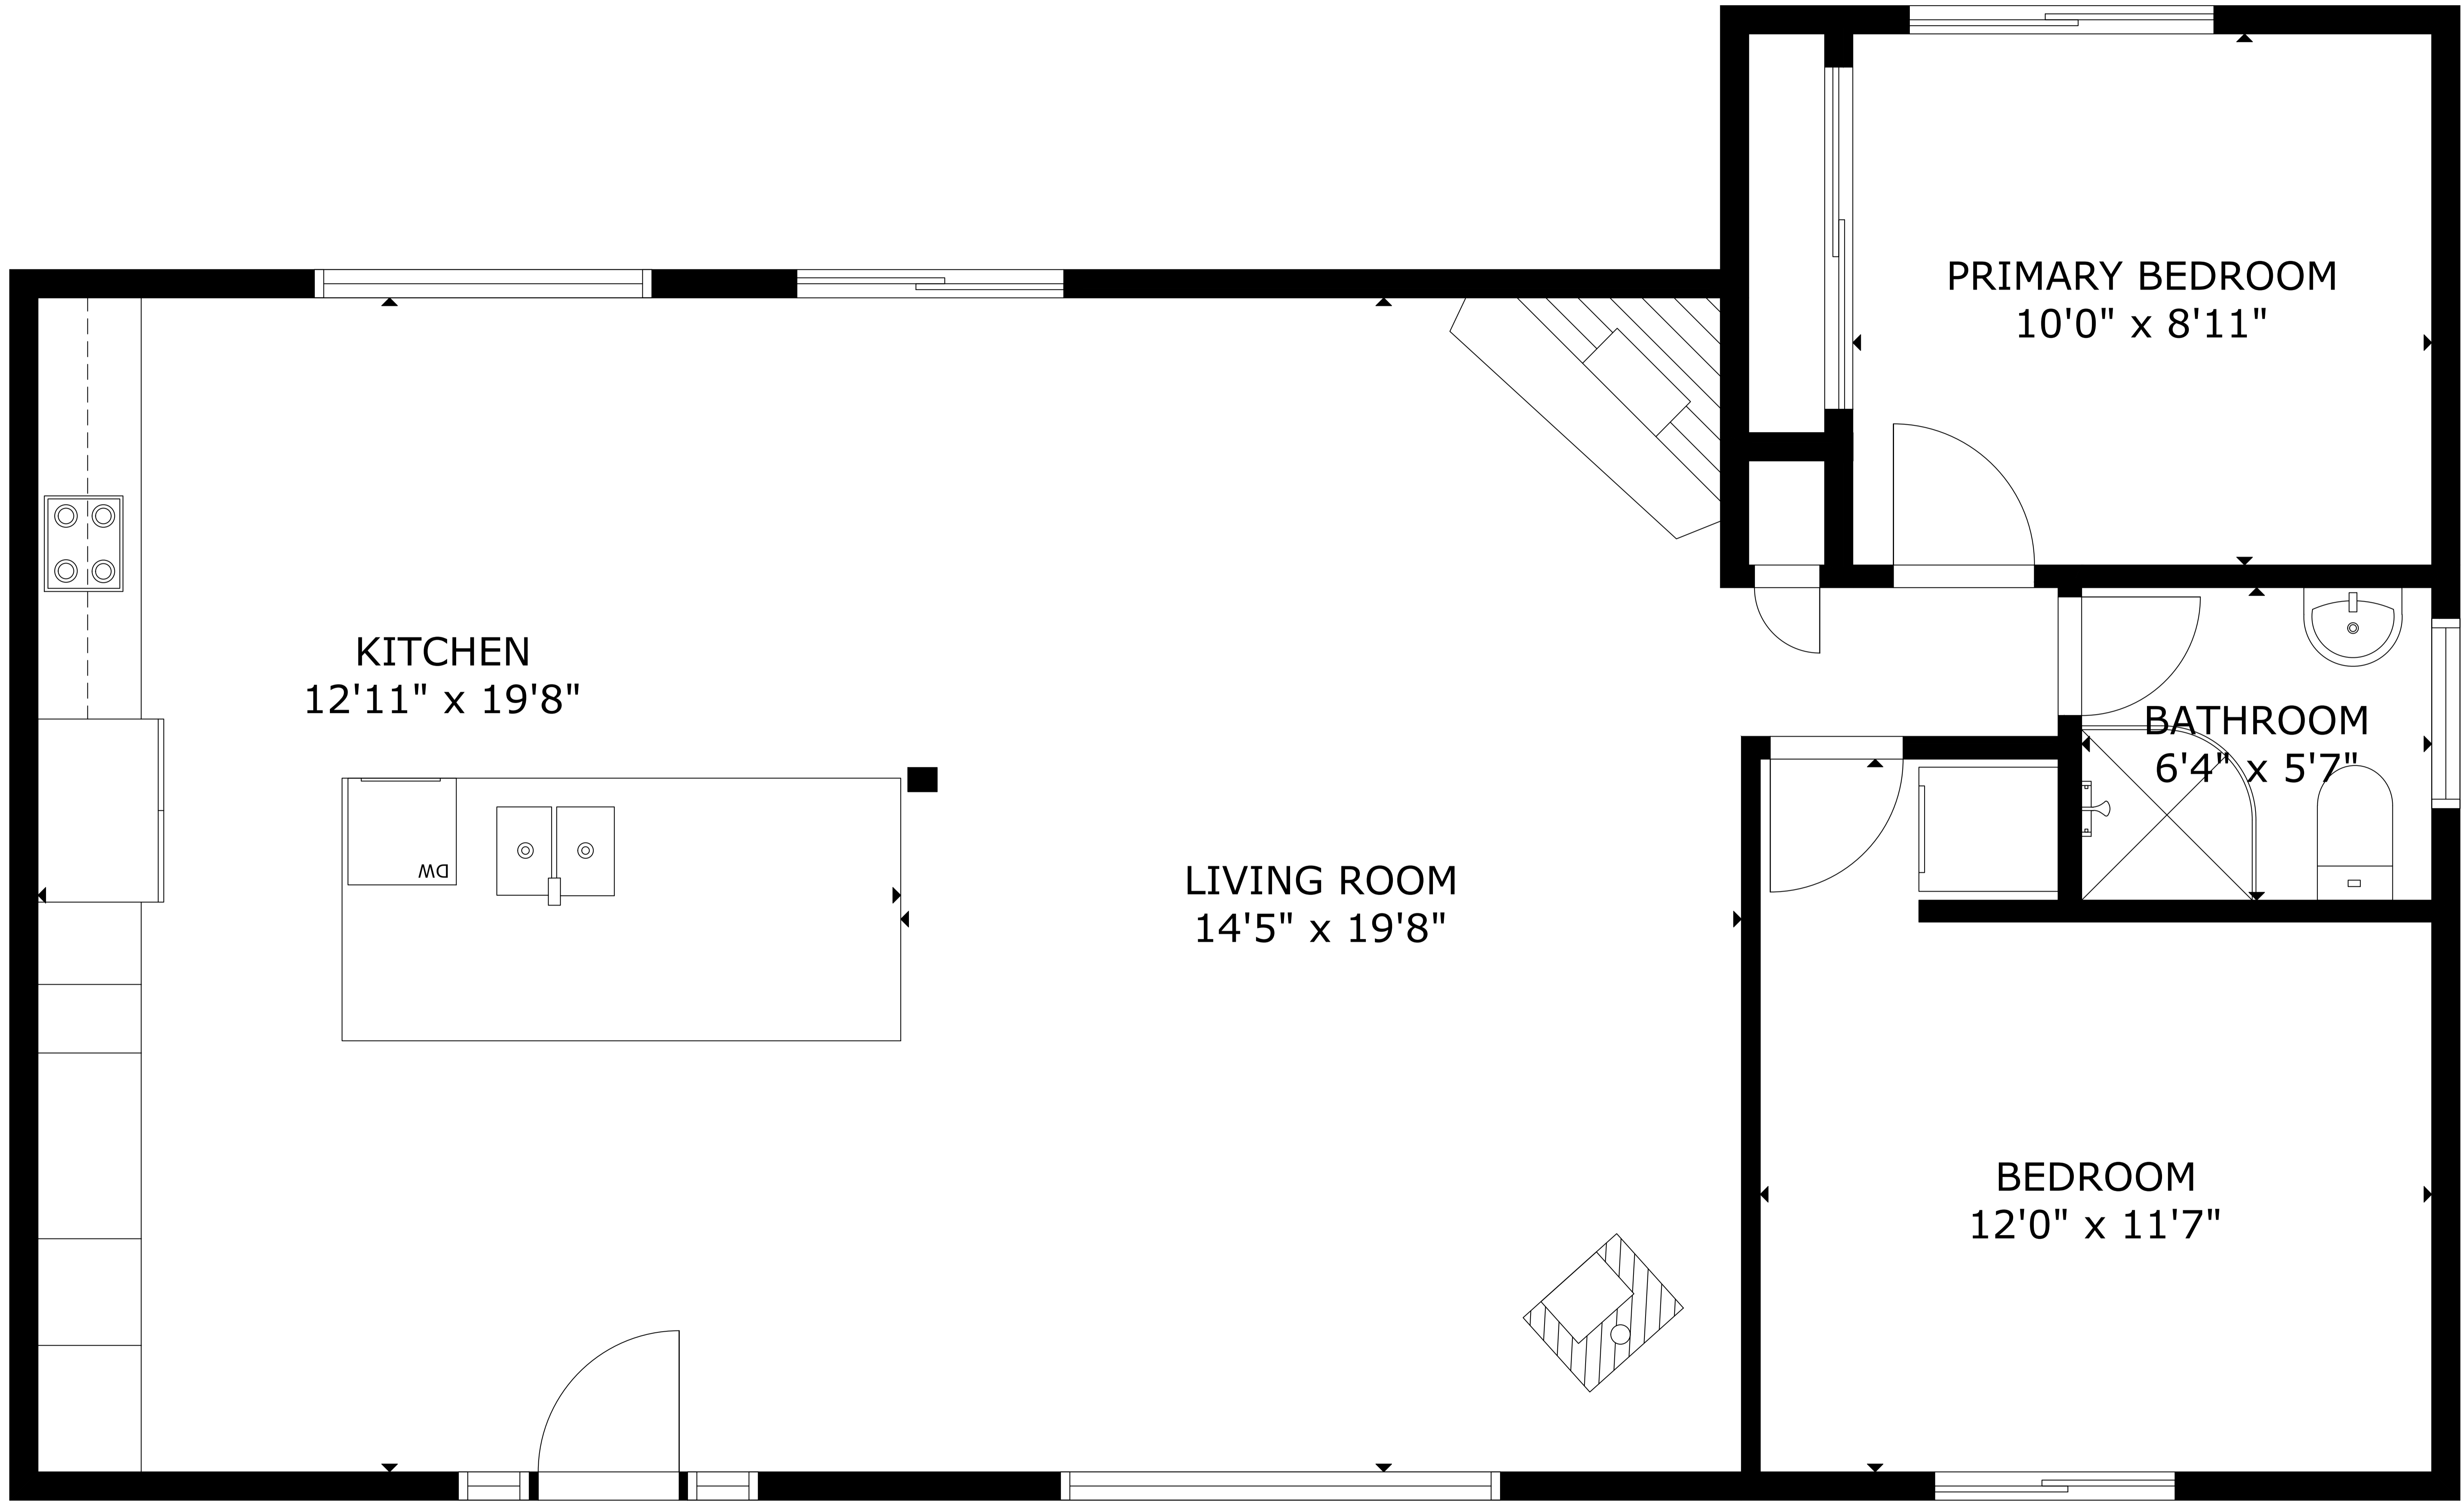 PRIMARY BEDROOM
10'0" x 8'11"
KITCHEN
12'11" x 19'8"
BATHROOM
6'4" x 5'7"
DW
LIVING ROOM
14'5" x 19'8"
BEDROOM
12'0" x 11'7"